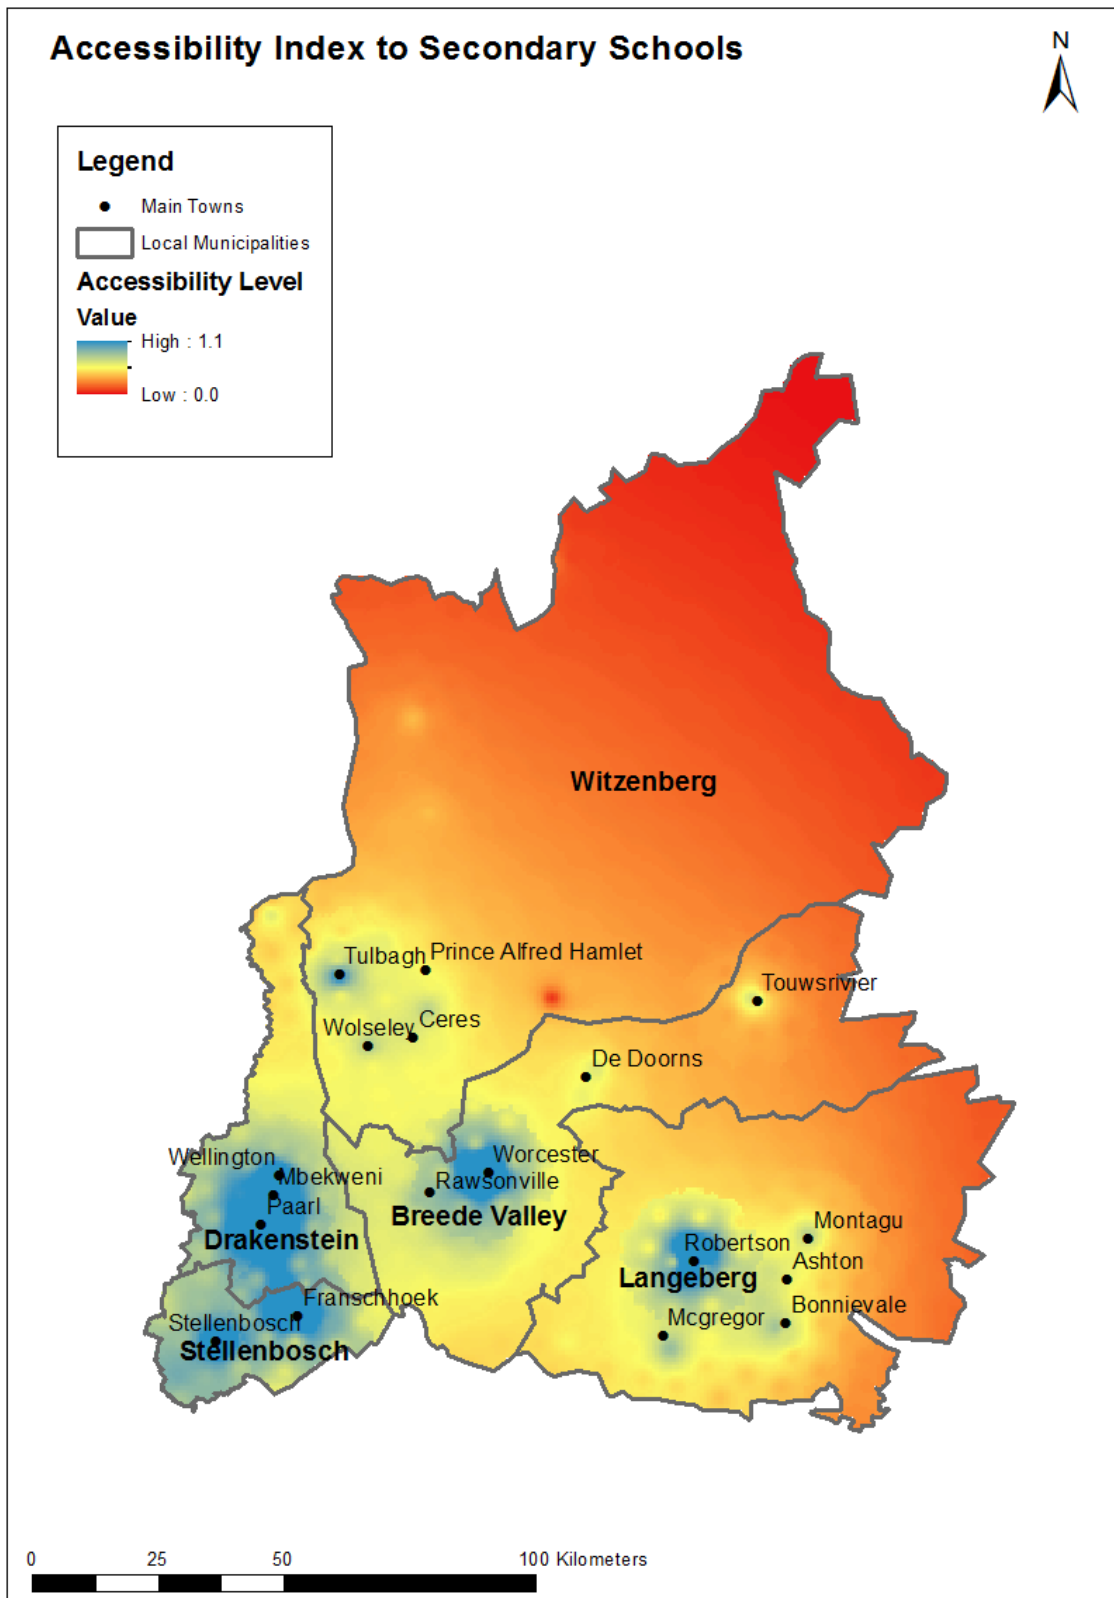 Accessibility Index to Secondary Schools
N
Legend
Main Towns
Local Municipalities
Accessibility Level
Value
High : 1.1
Low : 0.0
Witzenberg
Tulbagh
Prince Alfred Hamlet
Touwsrivier
Wolseley
Ceres
De Doorns
Wellington
Mbekweni
Paarl
Drakenstein
Worcester
Rawsonville
Breede Valley
Montagu
Robertson
Ashton
Langeberg
Franschhoek
Stellenbosch
Stellenbosch
Mcgregor
Bonnievale
0 25 50 100 Kilometers